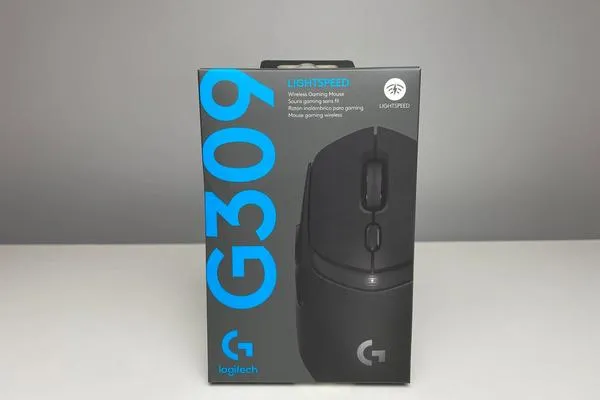 G309
LIGHTSPEED
Wireless Gaming Mouse
Souris gaming sans fil
Ratón inalámbrico para gaming
Mouse gaming wireless
LIGHTSPEED
G
logitech
G